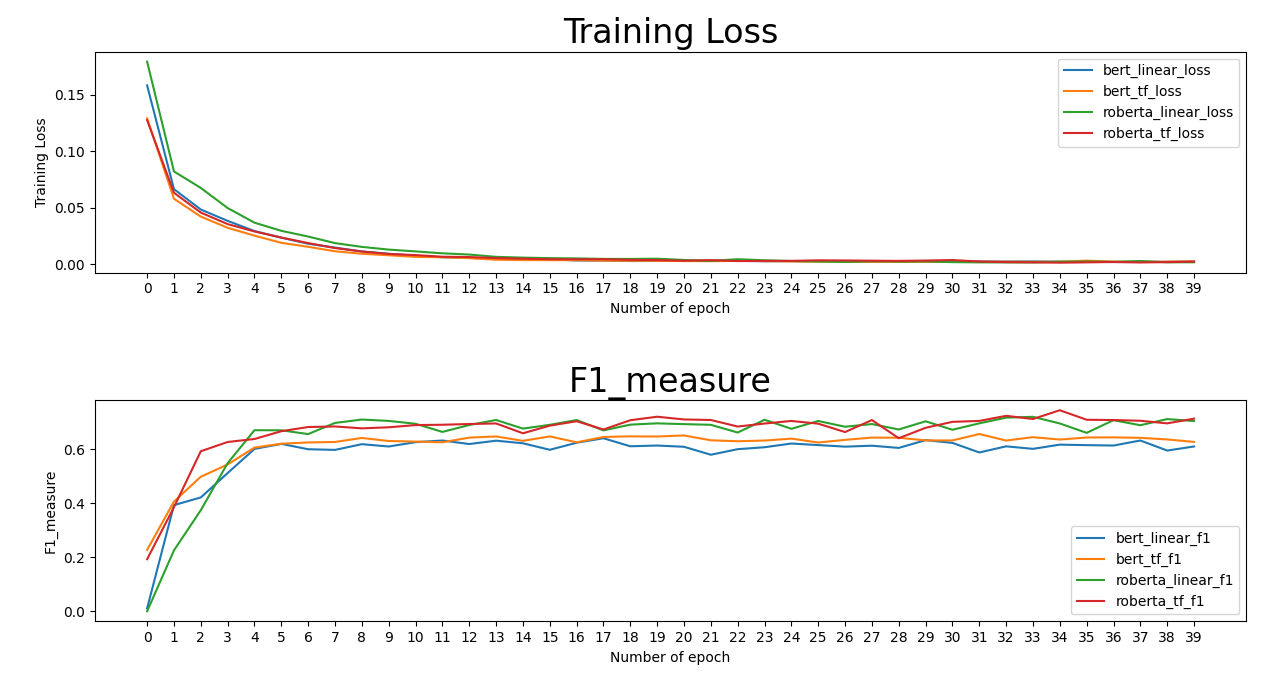 Training Loss
bert_linear_loss
bert_tf_loss
roberta_linear_loss
roberta_tf_loss
Training Loss
0.15
0.10
0.05
0.00
0 1 2 3 4 5 6 7 8 9 10 11 12 13 14 15 16 17 18 19 20 21 22 23 24 25 26 27 28 29 30 31 32 33 34 35 36 37 38 39
Number of epoch
F1_measure
F1_measure
0.6
0.4
0.2
0.0
bert_linear_f1
bert_tf_f1
roberta_linear_f1
roberta_tf_f1
0 1 2 3 4 5 6 7 8 9 10 11 12 13 14 15 16 17 18 19 20 21 22 23 24 25 26 27 28 29 30 31 32 33 34 35 36 37 38 39
Number of epoch